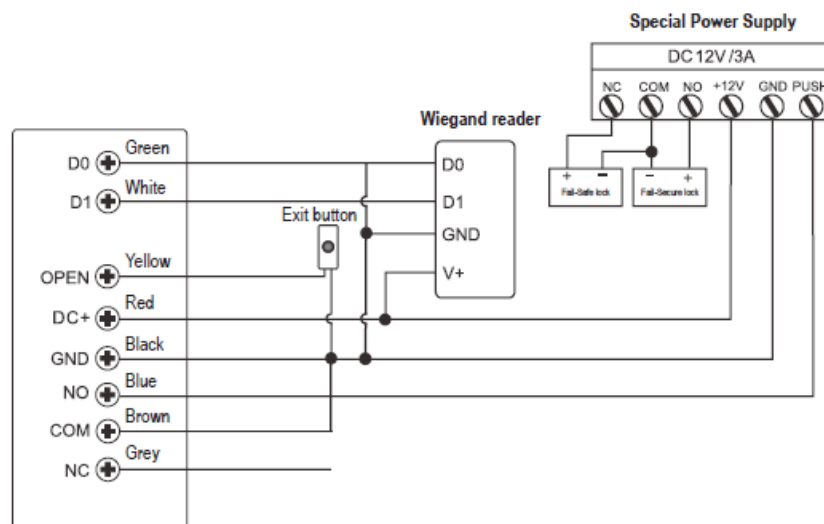 Special Power Supply
DC 12V/3A
NC COM NO +12V GND PUSH
+ − − +
Fail-Safe lock Fail-Secure lock
Wiegand reader
D0
D1
GND
V+
Exit button
D0 Green
D1 White
OPEN Yellow
DC+ Red
GND Black
NO Blue
COM Brown
NC Grey